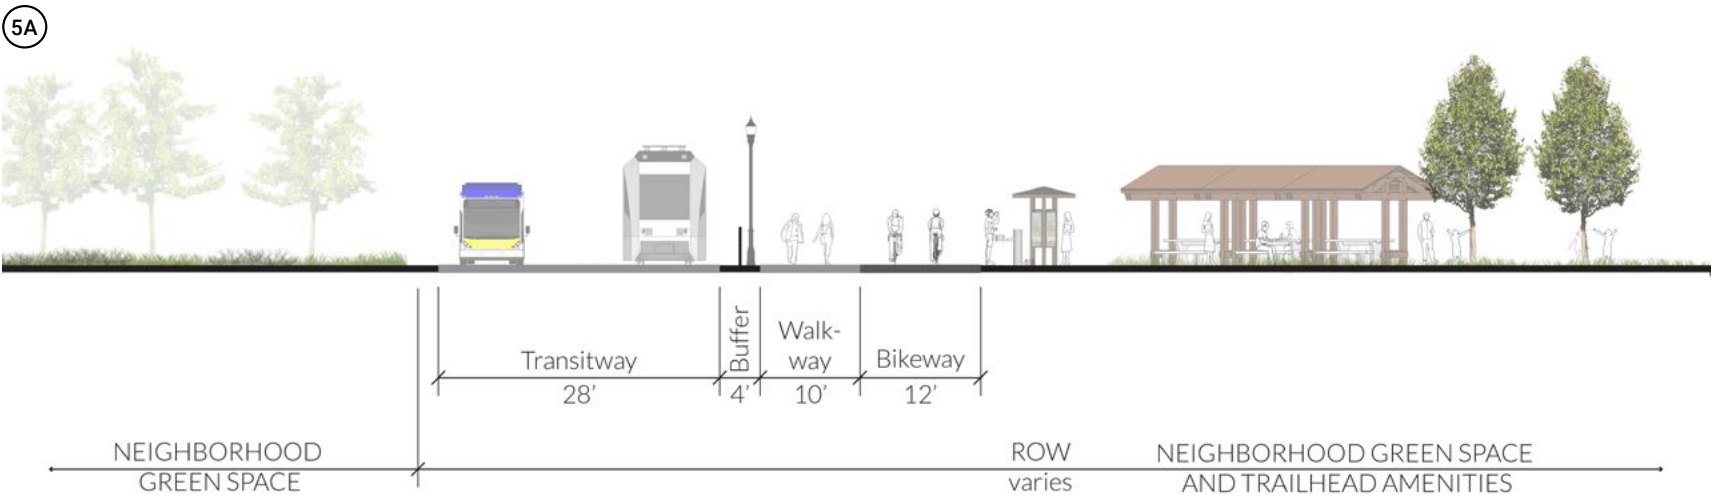 5A
Buffer
Walk-
way
Transitway
Bikeway
28’
4’
10’
12’
NEIGHBORHOOD
GREEN SPACE
ROW
varies
NEIGHBORHOOD GREEN SPACE
AND TRAILHEAD AMENITIES